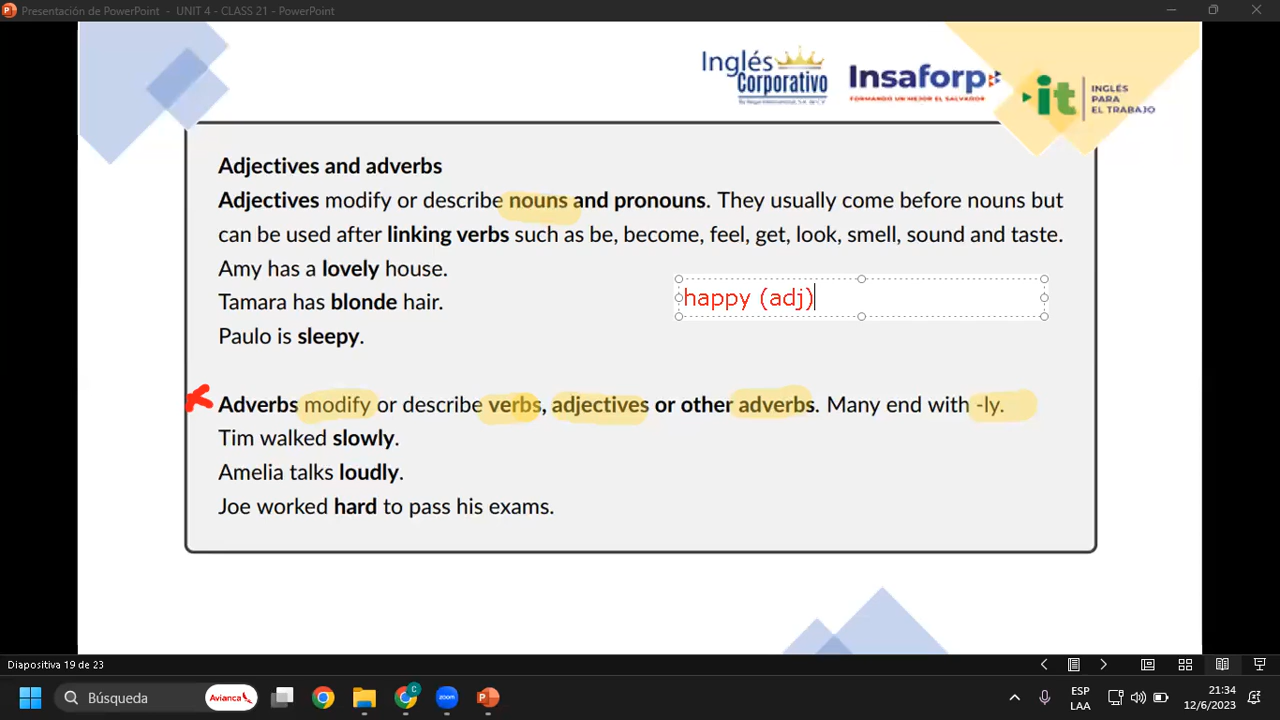 Presentación de PowerPoint - UNIT 4 - CLASS 21 - PowerPoint
Inglés
Corporativo
Insaforp
FORMANDO UN MEJOR EL SALVADOR
it
INGLÉS
PARA
EL TRABAJO
Adjectives and adverbs
Adjectives modify or describe nouns and pronouns. They usually come before nouns but
can be used after linking verbs such as be, become, feel, get, look, smell, sound and taste.
Amy has a lovely house.
happy (adj)
Tamara has blonde hair.
Paulo is sleepy.
Adverbs modify or describe verbs, adjectives or other adverbs. Many end with -ly.
Tim walked slowly.
Amelia talks loudly.
Joe worked hard to pass his exams.
Diapositiva 19 de 23
Búsqueda
Avianca
C
zoom
P
ESP
LAA
21:34
12/6/2023